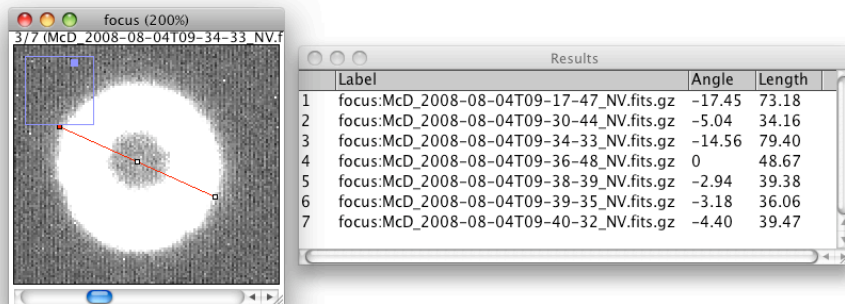 focus (200%)
3/7 (McD_2008-08-04T09-34-33_NV.f
Results
Label Angle Length
1 focus:McD_2008-08-04T09-17-47_NV.fits.gz -17.45 73.18
2 focus:McD_2008-08-04T09-30-44_NV.fits.gz -5.04 34.16
3 focus:McD_2008-08-04T09-34-33_NV.fits.gz -14.56 79.40
4 focus:McD_2008-08-04T09-36-48_NV.fits.gz 0 48.67
5 focus:McD_2008-08-04T09-38-39_NV.fits.gz -2.94 39.38
6 focus:McD_2008-08-04T09-39-35_NV.fits.gz -3.18 36.06
7 focus:McD_2008-08-04T09-40-32_NV.fits.gz -4.40 39.47